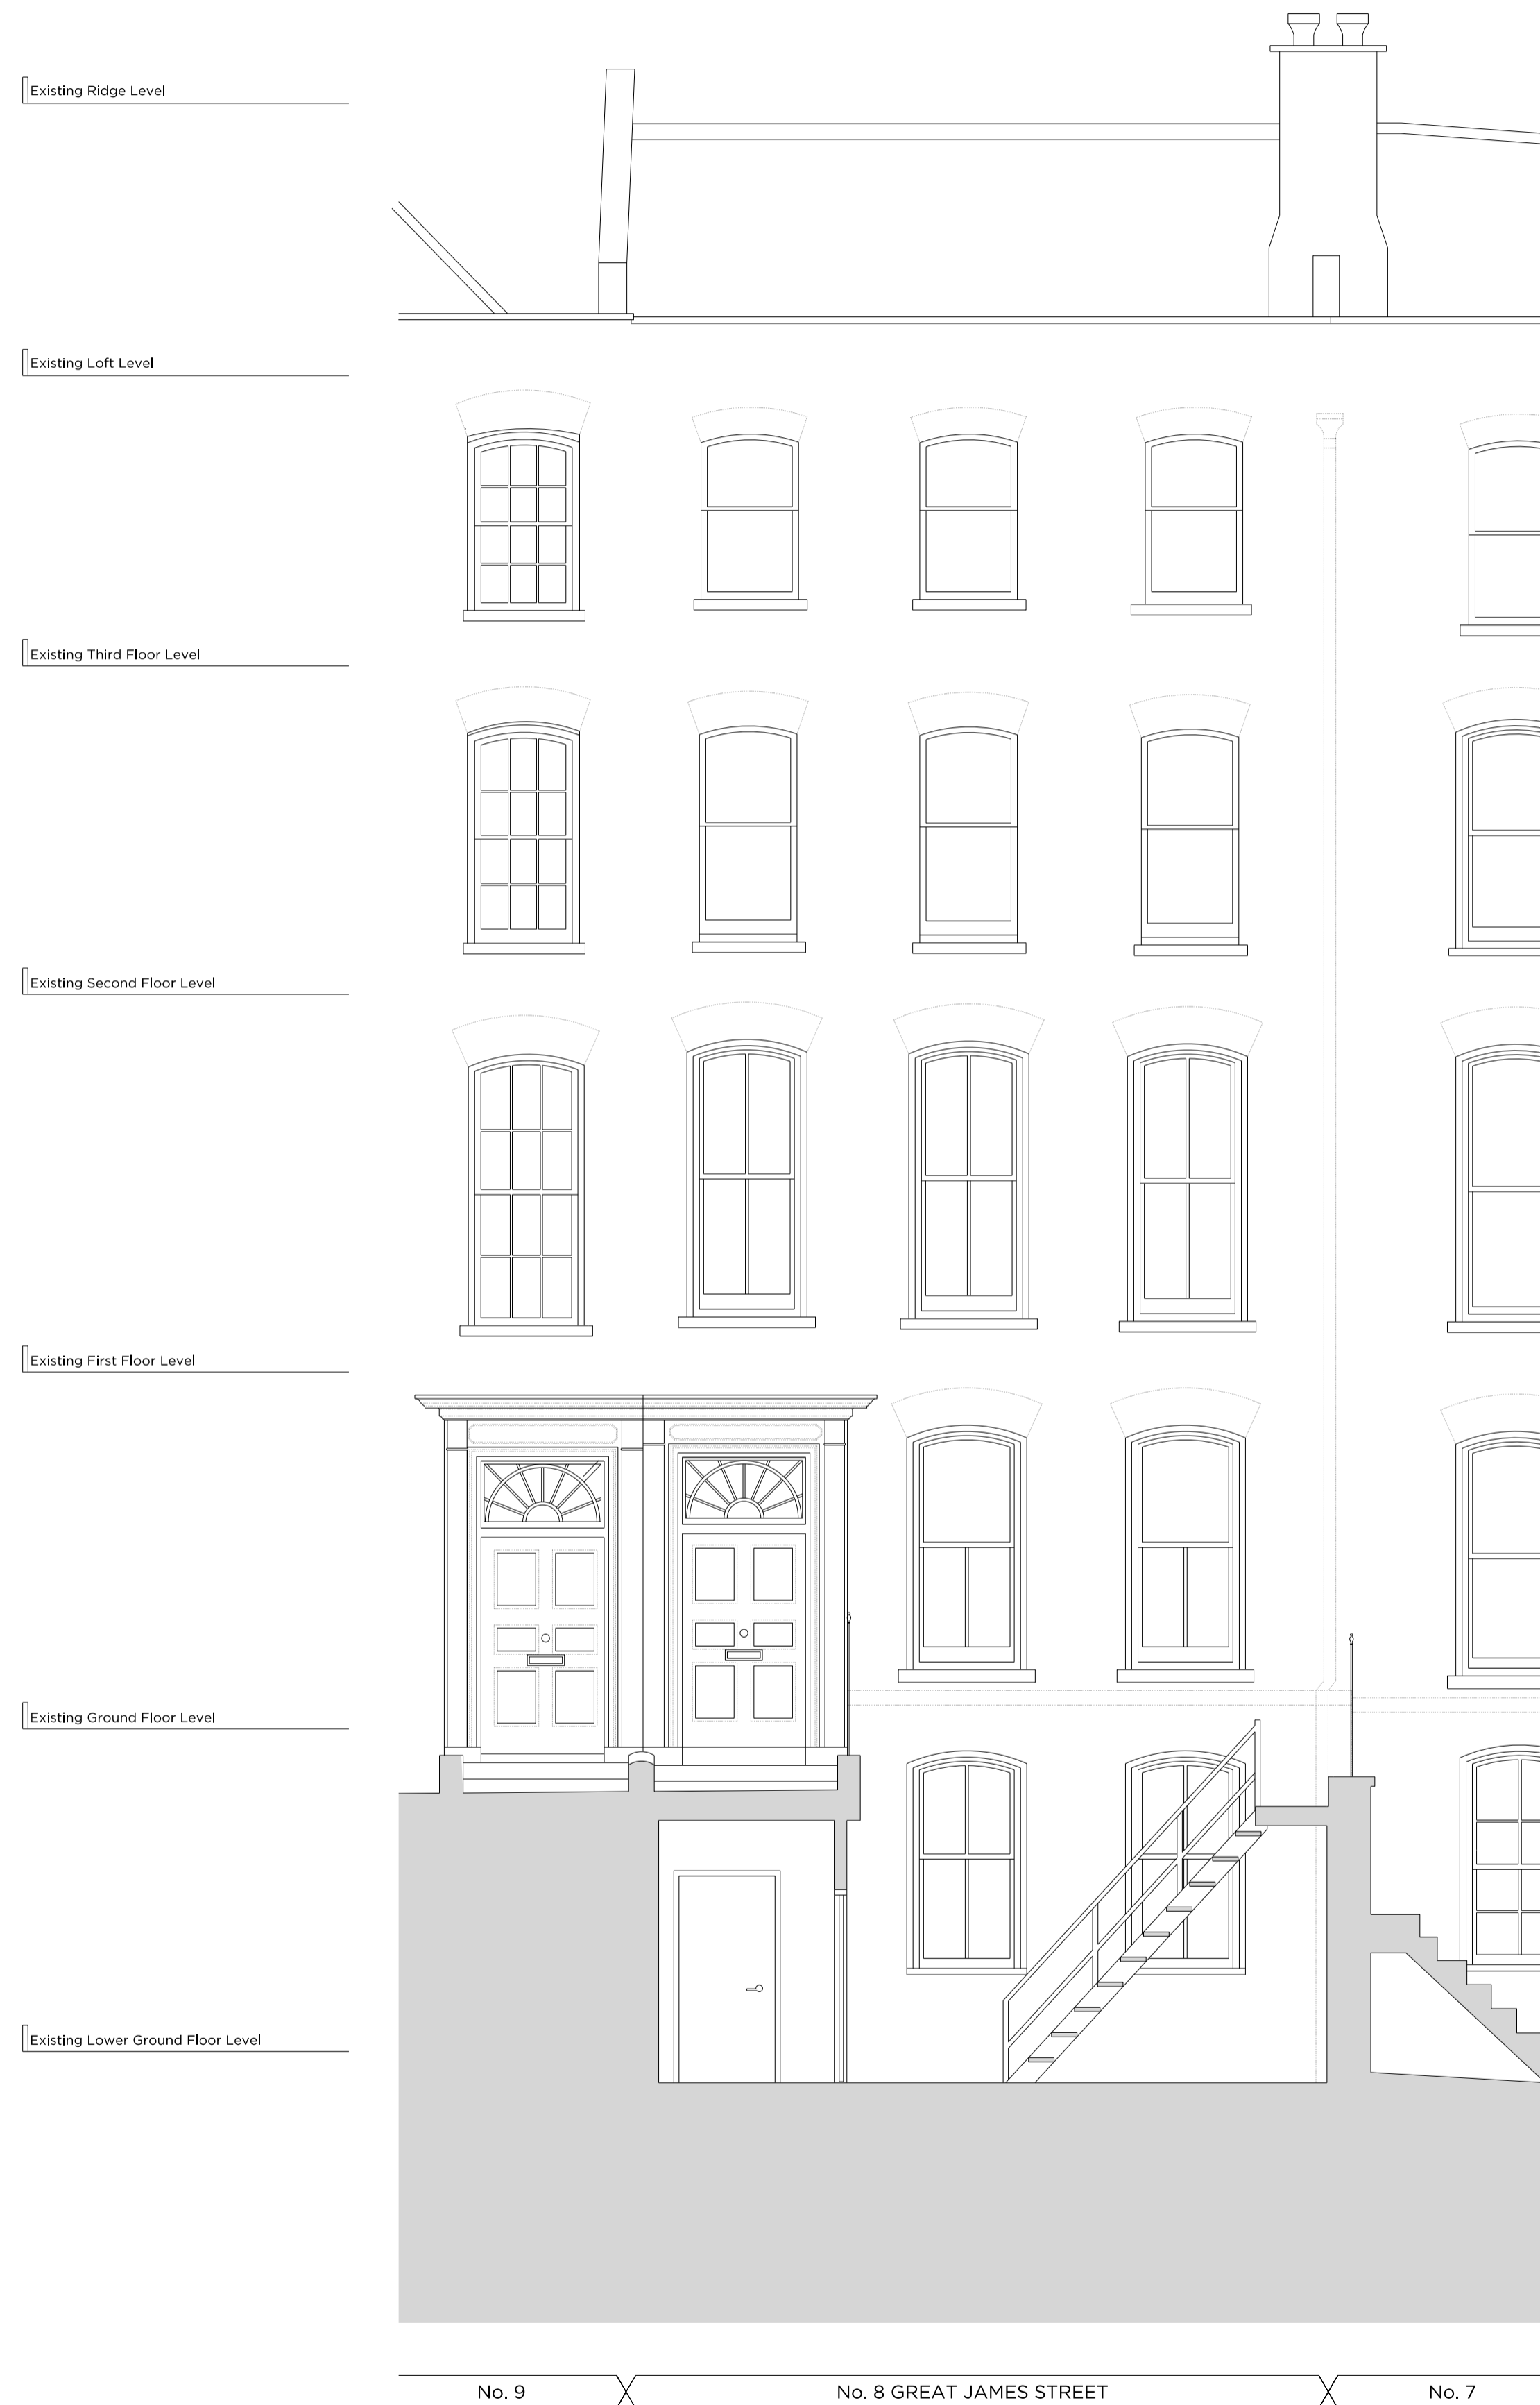 Existing Ridge Level
Existing Loft Level
Existing Third Floor Level
Existing Second Floor Level
Existing First Floor Level
Existing Ground Floor Level
Existing Lower Ground Floor Level
No. 9
No. 8 GREAT JAMES STREET
No. 7